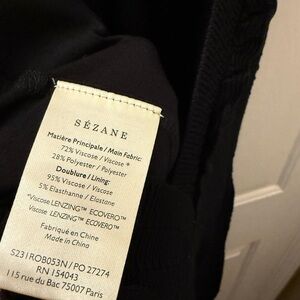 SÉZANE
Matière Principale / Main Fabric:
72% Viscose / Viscose *
28% Polyester / Polyester
Doublure / Lining:
95% Viscose / Viscose
5% Elasthanne / Elastane
*Viscose LENZING™ ECOVERO™
Viscose LENZING™ ECOVERO™
Fabriqué en Chine
Made in China
S231ROB053N / PO 27274
RN 154043
115 rue du Bac 75007 Paris